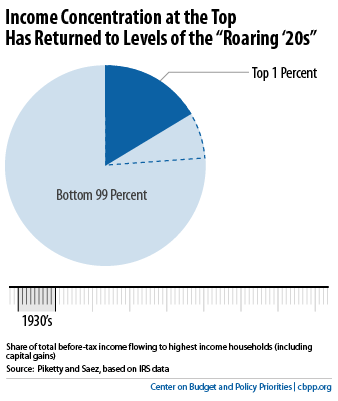 Income Concentration at the Top
Has Returned to Levels of the “Roaring ‘20s”
Top 1 Percent
Bottom 99 Percent
1930’s
Share of total before-tax income flowing to highest income households (including
capital gains)
Source: Piketty and Saez, based on IRS data
Center on Budget and Policy Priorities | cbpp.org